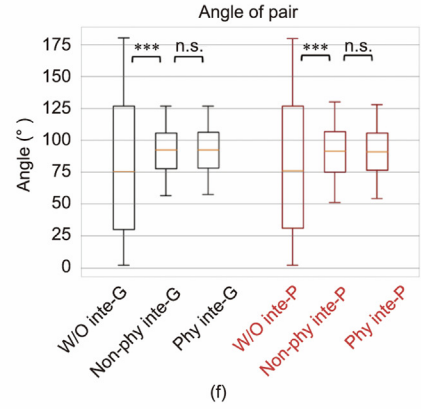 Angle of pair
175
150
125
100
75
50
25
0
Angle (°)
*** n.s. *** n.s.
W/O inte-G
Non-phy inte-G
Phy inte-G
W/O inte-P
Non-phy inte-P
Phy inte-P
(f)